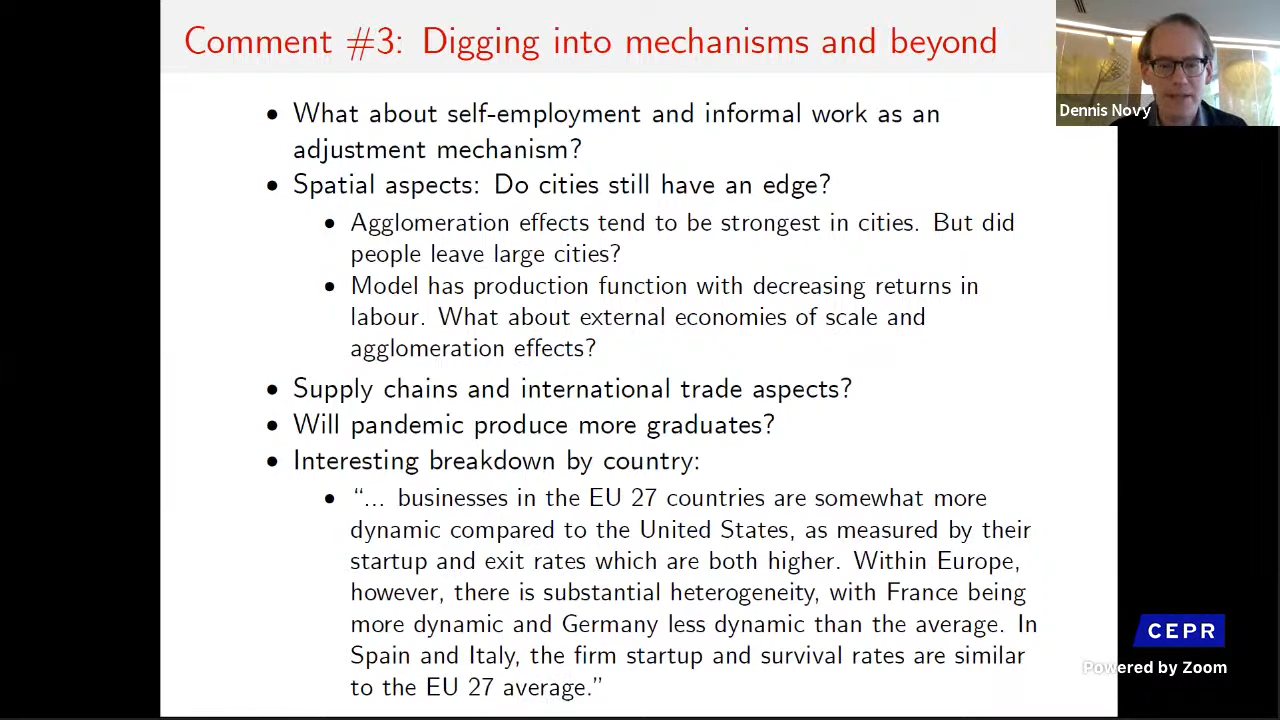 Comment #3: Digging into mechanisms and beyond
Dennis Novy
• What about self-employment and informal work as an
adjustment mechanism?
• Spatial aspects: Do cities still have an edge?
• Agglomeration effects tend to be strongest in cities. But did
people leave large cities?
• Model has production function with decreasing returns in
labour. What about external economies of scale and
agglomeration effects?
• Supply chains and international trade aspects?
• Will pandemic produce more graduates?
• Interesting breakdown by country:
• “... businesses in the EU 27 countries are somewhat more
dynamic compared to the United States, as measured by their
startup and exit rates which are both higher. Within Europe,
however, there is substantial heterogeneity, with France being
more dynamic and Germany less dynamic than the average. In
Spain and Italy, the firm startup and survival rates are similar
to the EU 27 average.”
CEPR
Powered by Zoom